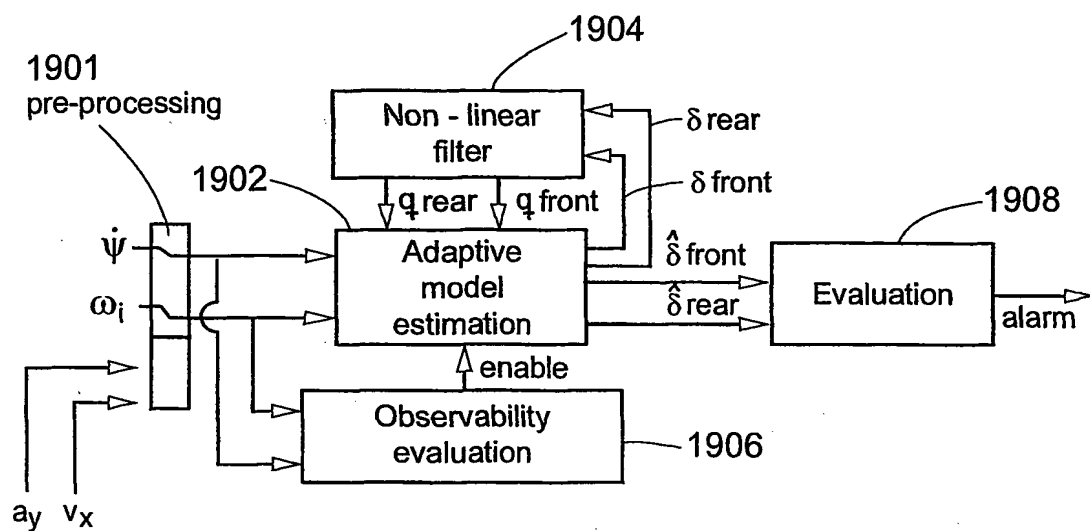 1901
pre-processing
1904
Non - linear
filter
δ rear
δ front
1902
q rear
q front
1908
ψ̇
ωi
Adaptive
model
estimation
δ̂ front
δ̂ rear
Evaluation
alarm
enable
Observability
evaluation
1906
ay
vx